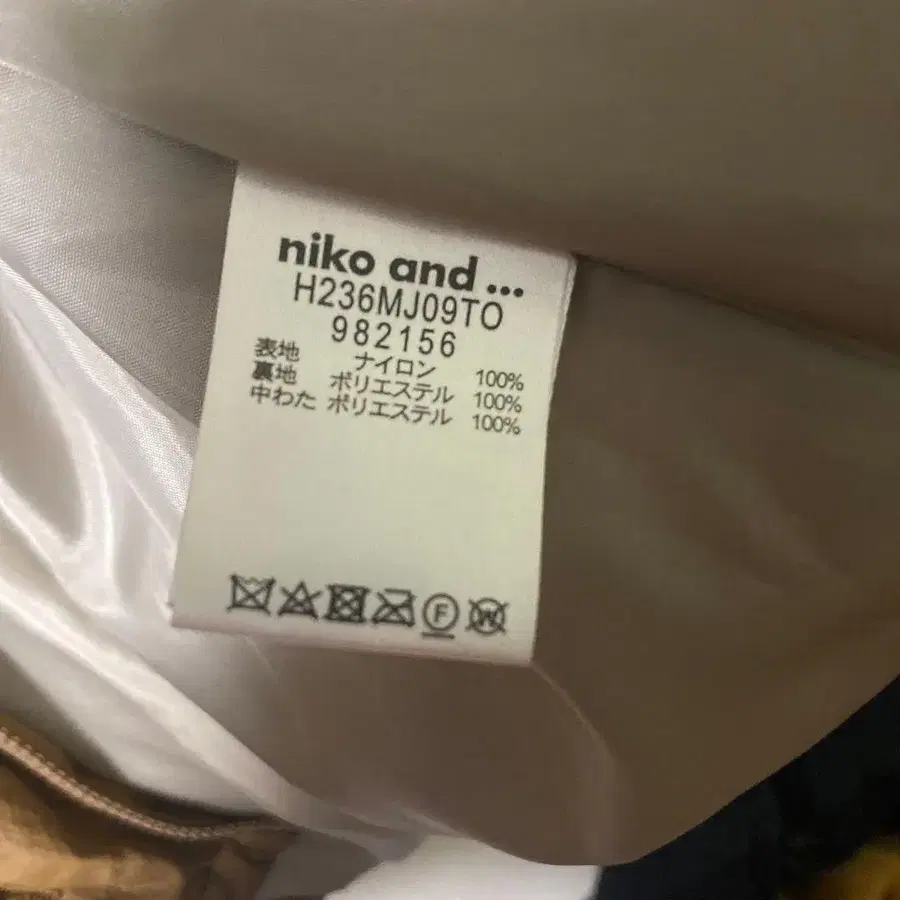 niko and ...
H236MJ09TO
982156
表地 ナイロン 100%
裏地 ポリエステル 100%
中わた ポリエステル 100%
F W